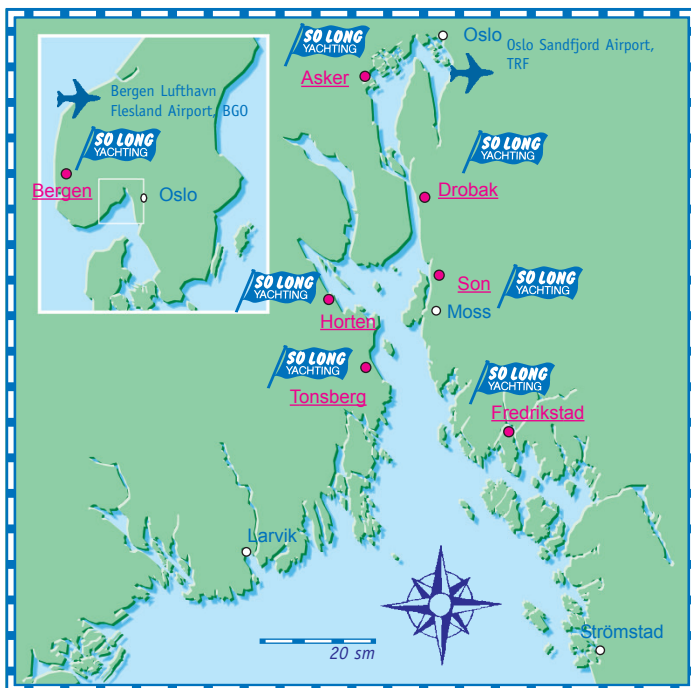 SO LONG
YACHTING
Oslo
Oslo Sandfjord Airport,
TRF
Asker
Bergen Lufthavn
Flesland Airport, BGO
SO LONG
YACHTING
Bergen
Oslo
SO LONG
YACHTING
Drobak
SO LONG
YACHTING
Horten
Son
SO LONG
YACHTING
Moss
SO LONG
YACHTING
Tonsberg
SO LONG
YACHTING
Fredrikstad
Larvik
Strömstad
20 sm